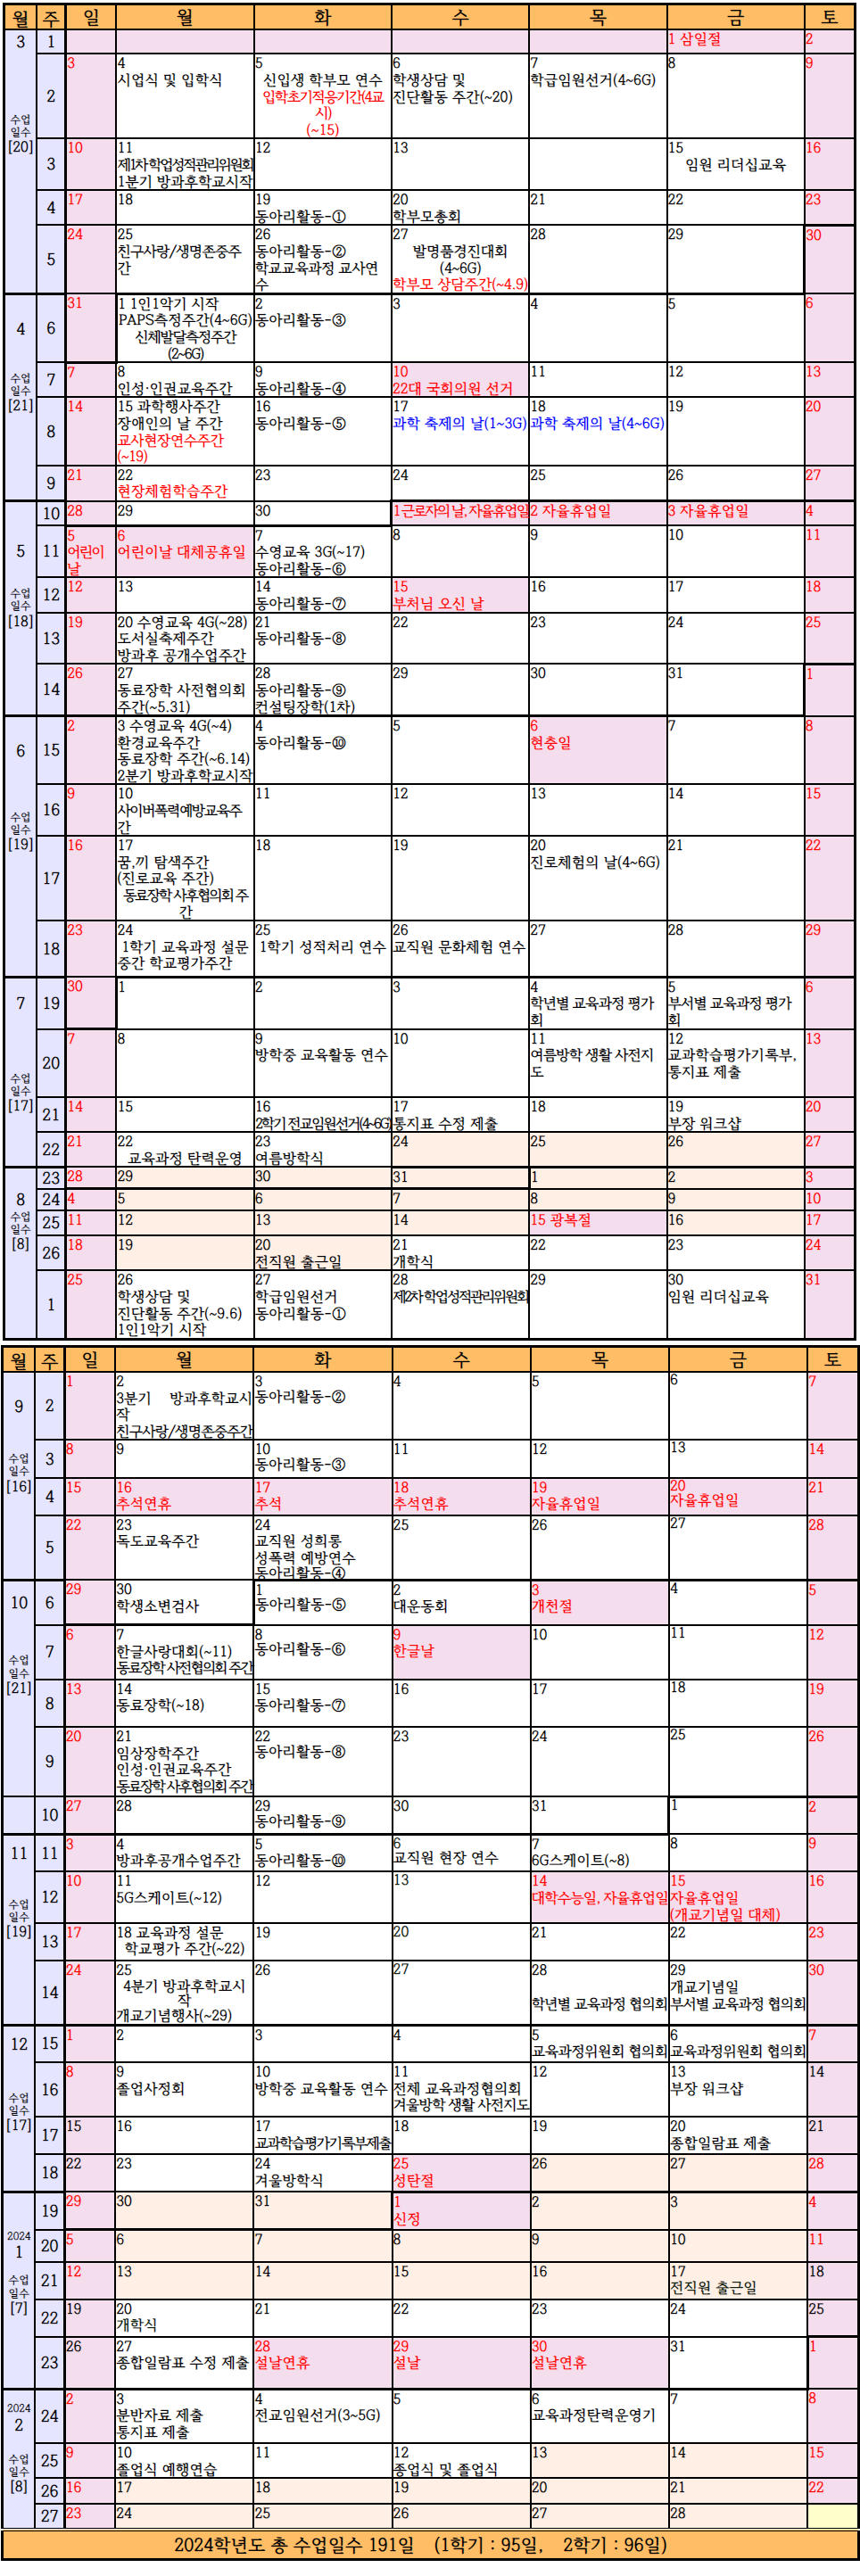 월 주 일 월 화 수 목 금 토
3 1 1 삼일절 2
수업
일수
[20]
2 3 4 5 6 7 8 9
시업식 및 입학식 신입생 학부모 연수 학생상담 및 학급임원선거(4~6G)
입학초기적응기간(4교 진단활동 주간(~20)
시)
(~15)
3 10 11 12 13 15 16
제1차 학업성적관리위원회 임원 리더십교육
1분기 방과후학교시작
4 17 18 19 20 21 22 23
동아리활동-① 학부모총회
5 24 25 26 27 28 29 30
친구사랑/생명존중주 동아리활동-② 발명품경진대회
간 학교교육과정 교사연 (4~6G)
수 학부모 상담주간(~4.9)
4 6 31 1 1인1악기 시작 2 3 4 5 6
PAPS측정주간(4~6G) 동아리활동-③
신체발달측정주간
(2~6G)
수업
일수
[21]
7 7 8 9 10 11 12 13
인성·인권교육주간 동아리활동-④ 22대 국회의원 선거
8 14 15 과학행사주간 16 17 18 19 20
장애인의 날 주간 동아리활동-⑤ 과학 축제의 날(1~3G) 과학 축제의 날(4~6G)
교사현장연수주간
(~19)
9 21 22 23 24 25 26 27
현장체험학습주간
10 28 29 30 1 근로자의 날, 자율휴업일 2 자율휴업일 3 자율휴업일 4
5 11 5 6 7 8 9 10 11
어린이 어린이날 대체공휴일 수영교육 3G(~17)
날 동아리활동-⑥
수업
일수
[18]
12 12 13 14 15 16 17 18
동아리활동-⑦ 부처님 오신 날
13 19 20 수영교육 4G(~28) 21 22 23 24 25
도서실축제주간 동아리활동-⑧
방과후 공개수업주간
14 26 27 28 29 30 31 1
동료장학 사전협의회 동아리활동-⑨
주간(~5.31) 컨설팅장학(1차)
6 15 2 3 수영교육 4G(~4) 4 5 6 7 8
환경교육주간 동아리활동-⑩ 현충일
동료장학 주간(~6.14)
2분기 방과후학교시작
수업
일수
[19]
16 9 10 11 12 13 14 15
사이버폭력예방교육주
간
17 16 17 18 19 20 21 22
꿈,끼 탐색주간 진로체험의 날(4~6G)
(진로교육 주간)
동료장학 사후협의회 주
간
18 23 24 25 26 27 28 29
1학기 교육과정 설문 1학기 성적처리 연수 교직원 문화체험 연수
중간 학교평가주간
7 19 30 1 2 3 4 5 6
학년별 교육과정 평가 부서별 교육과정 평가
회 회
수업
일수
[17]
20 7 8 9 10 11 12 13
방학중 교육활동 연수 여름방학 생활 사전지 교과학습평가기록부,
도 통지표 제출
21 14 15 16 17 18 19 20
2학기 전교임원선거(4~6G) 통지표 수정 제출 부장 워크샵
22 21 22 23 24 25 26 27
교육과정 탄력운영 여름방학식
23 28 29 30 31 1 2 3
8 24 4 5 6 7 8 9 10
수업
일수
[8]
25 11 12 13 14 15 광복절 16 17
26 18 19 20 21 22 23 24
전직원 출근일 개학식
1 25 26 27 28 29 30 31
학생상담 및 학급임원선거 제2차 학업성적관리위원회 임원 리더십교육
진단활동 주간(~9.6) 동아리활동-①
1인1악기 시작
월 주 일 월 화 수 목 금 토
9 2 1 2 3 4 5 6 7
3분기 방과후학교시 동아리활동-②
작
친구사랑/생명존중주간
수업
일수
[16]
3 8 9 10 11 12 13 14
동아리활동-③
4 15 16 17 18 19 20 21
추석연휴 추석 추석연휴 자율휴업일 자율휴업일
5 22 23 24 25 26 27 28
독도교육주간 교직원 성희롱
성폭력 예방연수
동아리활동-④
10 6 29 30 1 2 3 4 5
학생소변검사 동아리활동-⑤ 대운동회 개천절
수업
일수
[21]
7 6 7 8 9 10 11 12
한글사랑대회(~11) 동아리활동-⑥ 한글날
동료장학 사전협의회 주간
8 13 14 15 16 17 18 19
동료장학(~18) 동아리활동-⑦
9 20 21 22 23 24 25 26
임상장학주간 동아리활동-⑧
인성·인권교육주간
동료장학 사후협의회 주간
10 27 28 29 30 31 1 2
동아리활동-⑨
11 11 3 4 5 6 7 8 9
방과후공개수업주간 동아리활동-⑩ 교직원 현장 연수 6G스케이트(~8)
수업
일수
[19]
12 10 11 12 13 14 15 16
5G스케이트(~12) 대학수능일, 자율휴업일 자율휴업일
(개교기념일 대체)
13 17 18 교육과정 설문 19 20 21 22 23
학교평가 주간(~22)
14 24 25 26 27 28 29 30
4분기 방과후학교시 개교기념일
작 학년별 교육과정 협의회 부서별 교육과정 협의회
개교기념행사(~29)
12 15 1 2 3 4 5 6 7
교육과정위원회 협의회 교육과정위원회 협의회
수업
일수
[17]
16 8 9 10 11 12 13 14
졸업사정회 방학중 교육활동 연수 전체 교육과정협의회 부장 워크샵
겨울방학 생활 사전지도
17 15 16 17 18 19 20 21
교과학습평가기록부제출 종합일람표 제출
18 22 23 24 25 26 27 28
겨울방학식 성탄절
19 29 30 31 1 2 3 4
신정
2024
1
수업
일수
[7]
20 5 6 7 8 9 10 11
21 12 13 14 15 16 17 18
전직원 출근일
22 19 20 21 22 23 24 25
개학식
23 26 27 28 29 30 31 1
종합일람표 수정 제출 설날연휴 설날 설날연휴
2024
2
수업
일수
[8]
24 2 3 4 5 6 7 8
분반자료 제출 전교임원선거(3~5G) 교육과정탄력운영기
통지표 제출
25 9 10 11 12 13 14 15
졸업식 예행연습 종업식 및 졸업식
26 16 17 18 19 20 21 22
27 23 24 25 26 27 28
2024학년도 총 수업일수 191일 (1학기 : 95일, 2학기 : 96일)